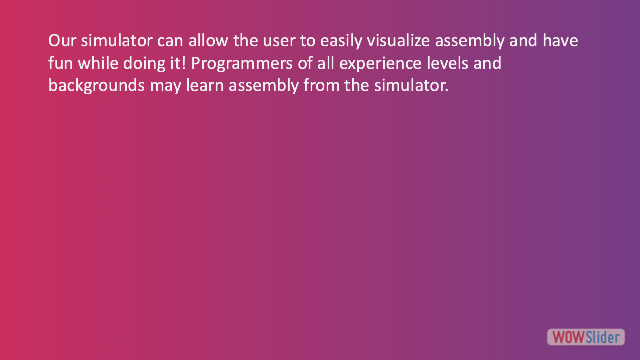 Our simulator can allow the user to easily visualize assembly and have
fun while doing it! Programmers of all experience levels and
backgrounds may learn assembly from the simulator.
WOWSlider